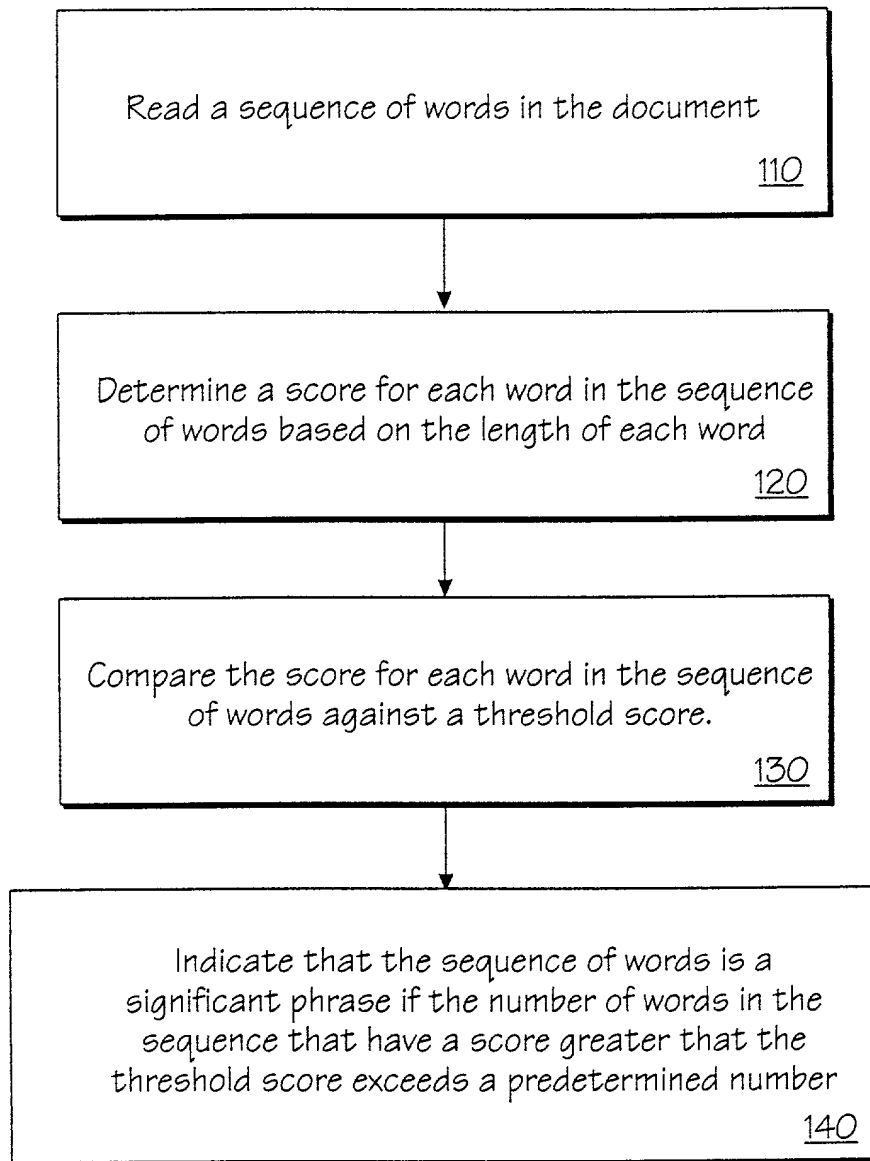 Read a sequence of words in the document
110
Determine a score for each word in the sequence
of words based on the length of each word
120
Compare the score for each word in the sequence
of words against a threshold score.
130
Indicate that the sequence of words is a
significant phrase if the number of words in the
sequence that have a score greater that the
threshold score exceeds a predetermined number
140